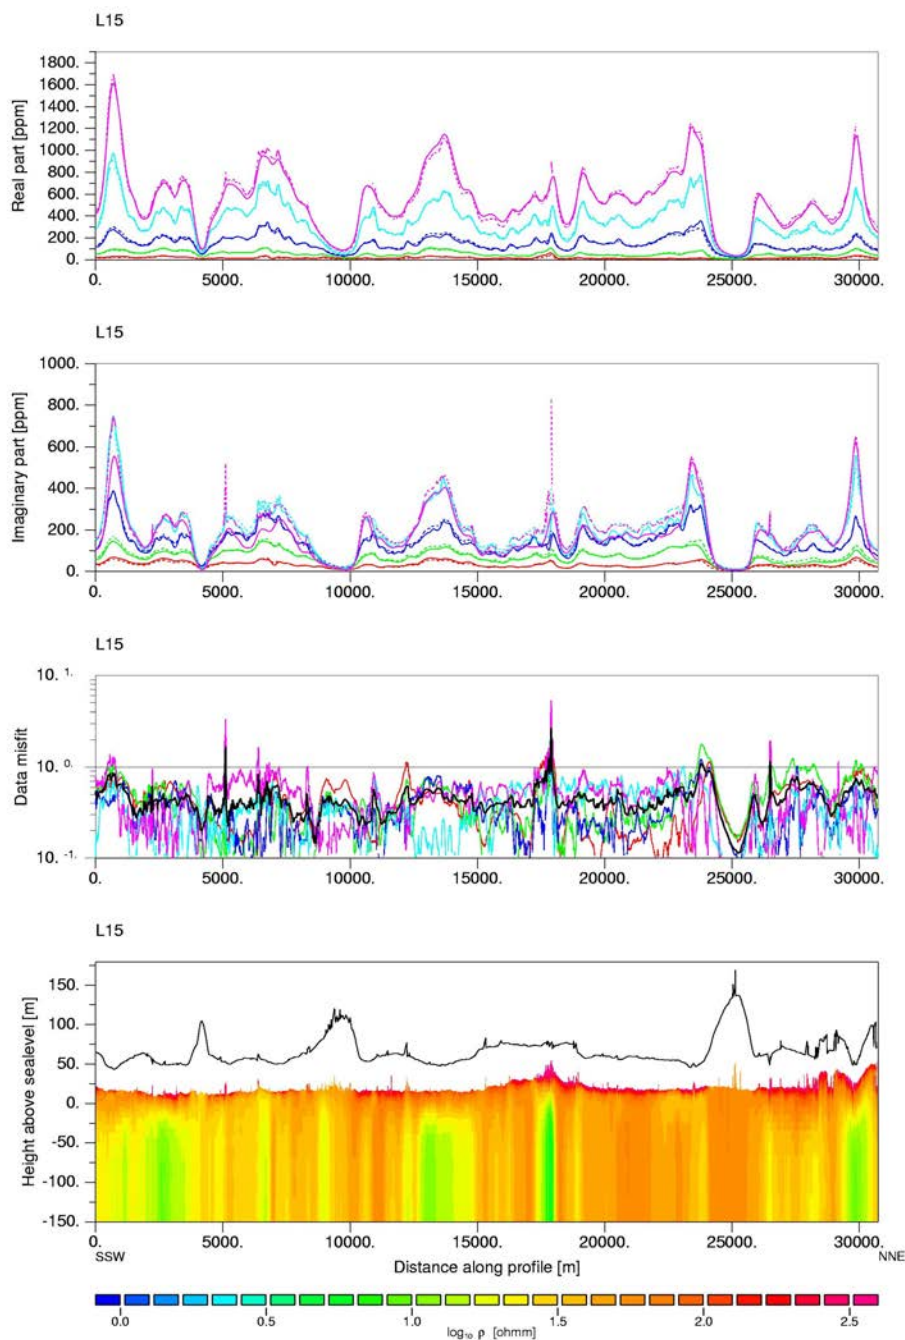 L15
Real part [ppm]
1800.
1600.
1400.
1200.
1000.
800.
600.
400.
200.
0.
0. 5000. 10000. 15000. 20000. 25000. 30000.
L15
Imaginary part [ppm]
1000.
800.
600.
400.
200.
0.
0. 5000. 10000. 15000. 20000. 25000. 30000.
L15
Data misfit
10. 1.
10. 0.
10. -1.
0. 5000. 10000. 15000. 20000. 25000. 30000.
L15
Height above sealevel [m]
150.
100.
50.
0.
-50.
-100.
-150.
0. 5000. 10000. 15000. 20000. 25000. 30000.
SSW Distance along profile [m] NNE
0.0 0.5 1.0 1.5 2.0 2.5
log₁₀ ρ [ohmm]